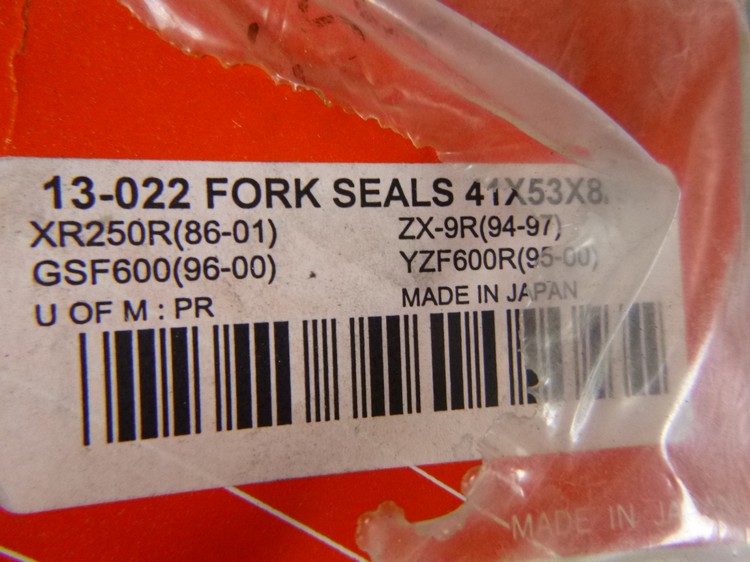 13-022 FORK SEALS 41X53X8.
XR250R(86-01) ZX-9R(94-97)
GSF600(96-00) YZF600R(95-00)
U OF M : PR MADE IN JAPAN
MADE IN JAPAN